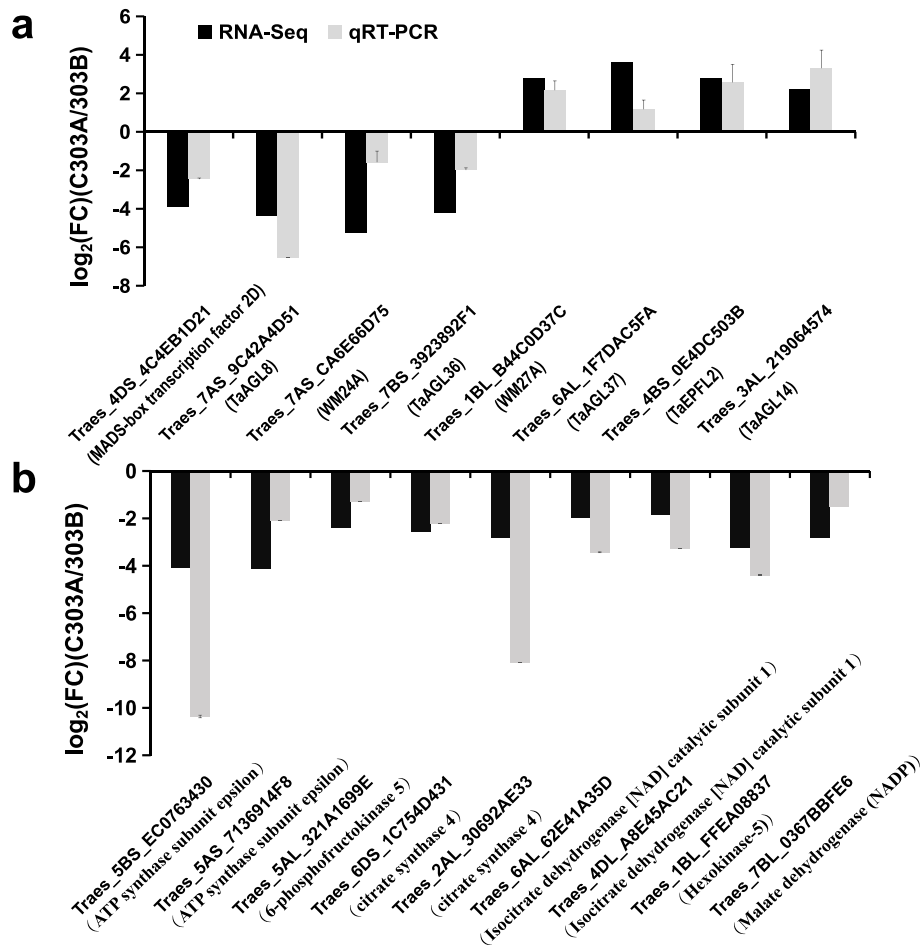 a
RNA-Seq qRT-PCR
log₂(FC)(C303A/303B)
6
4
2
0
-2
-4
-6
-8
Traes_4DS_4C4EB1D21
(MADS-box transcription factor 2D)
Traes_7AS_9C42A4D51
(TaAGL8)
Traes_7AS_CA6E66D75
(WM24A)
Traes_7BS_3923892F1
(TaAGL36)
Traes_1BL_B44C0D37C
(WM27A)
Traes_6AL_1F7DAC5FA
(TaAGL37)
Traes_4BS_0E4DC503B
(TaEPFL2)
Traes_3AL_219064574
(TaAGL14)
b
log₂(FC)(C303A/303B)
0
-2
-4
-6
-8
-10
-12
Traes_5BS_EC0763430
(ATP synthase subunit epsilon)
Traes_5AS_7136914F8
(ATP synthase subunit epsilon)
Traes_5AL_321A1699E
(6-phosphofructokinase 5)
Traes_6DS_1C754D431
(citrate synthase 4)
Traes_2AL_30692AE33
(citrate synthase 4)
Traes_6AL_62E41A35D
(Isocitrate dehydrogenase [NAD] catalytic subunit 1)
Traes_4DL_A8E45AC21
(Isocitrate dehydrogenase [NAD] catalytic subunit 1)
Traes_1BL_FFEA08837
(Hexokinase-5))
Traes_7BL_0367BBFE6
(Malate dehydrogenase (NADP))